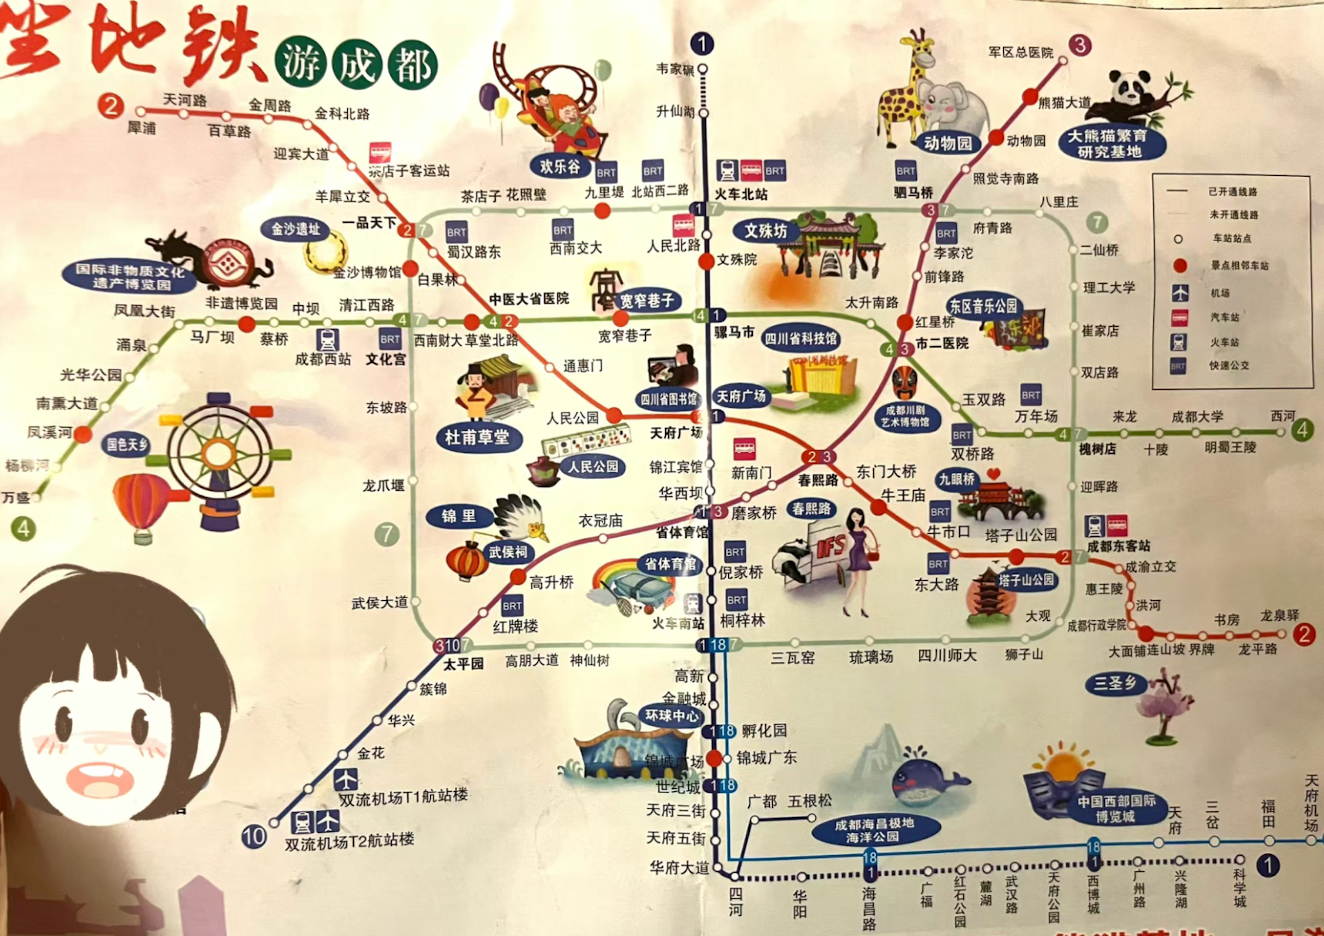 坐地铁
游成都
2
天河路
金周路
金科北路
犀浦
百草路
迎宾大道
茶店子客运站
羊犀立交
一品天下
2 7
金沙遗址
金沙博物馆
白果林
国际非物质文化
遗产博览园
凤凰大街
非遗博览园
中坝
清江西路
马厂坝
蔡桥
成都西站
BRT
文化宫
4 7
涌泉
光华公园
南熏大道
凤溪河
杨柳河
万盛
4
国色天乡
欢乐谷
茶店子
花照壁
九里堤
BRT
BRT
北站西二路
BRT
蜀汉路东
BRT
西南交大
1
韦家碾
升仙湖
BRT
火车北站
1 7
人民北路
文殊院
文殊坊
中医大省医院
4 2
西南财大
草堂北路
宽窄巷子
宽窄巷子
4 1
骡马市
通惠门
杜甫草堂
东坡路
龙爪堰
7
武侯大道
人民公园
人民公园
四川省图书馆
天府广场
天府广场
1
四川省科技馆
锦江宾馆
华西坝
省体育馆
1 3
磨家桥
新南门
春熙路
2 3
春熙路
IFS
锦里
武侯祠
衣冠庙
高升桥
BRT
红牌楼
省体育馆
BRT
倪家桥
BRT
桐梓林
火车南站
1 18 7
3 10 7
太平园
高朋大道
神仙树
三瓦窑
琉璃场
四川师大
狮子山
大观
簇锦
华兴
金花
双流机场T1航站楼
10
双流机场T2航站楼
3
军区总医院
熊猫大道
动物园
动物园
大熊猫繁育
研究基地
照觉寺南路
BRT
驷马桥
3 7
八里庄
府青路
7
BRT
李家沱
前锋路
二仙桥
理工大学
崔家店
双店路
太升南路
红星桥
市二医院
4 3
东区音乐公园
成都川剧
艺术博物馆
玉双路
BRT
万年场
BRT
双桥路
4 7
槐树店
来龙
成都大学
西河
4
十陵
明蜀王陵
迎晖路
九眼桥
东门大桥
牛王庙
BRT
牛市口
塔子山公园
BRT
东大路
塔子山公园
2 7
成都东客站
成渝立交
惠王陵
洪河
成都行政学院
大面铺
连山坡
界牌
书房
龙平路
龙泉驿
2
三圣乡
已开通线路
未开通线路
车站站点
景点相邻车站
机场
汽车站
火车站
BRT
快速公交
高新
金融城
环球中心
1 18
孵化园
锦城广场
锦城广东
世纪城
1 18
天府三街
天府五街
华府大道
广都
五根松
四河
华阳
成都海昌极地
海洋公园
18
1
海昌路
广福
红石公园
麓湖
武汉路
天府公园
中国西部国际
博览城
18
1
西博城
广州路
兴隆湖
科学城
1
天府
三岔
福田
天府机场